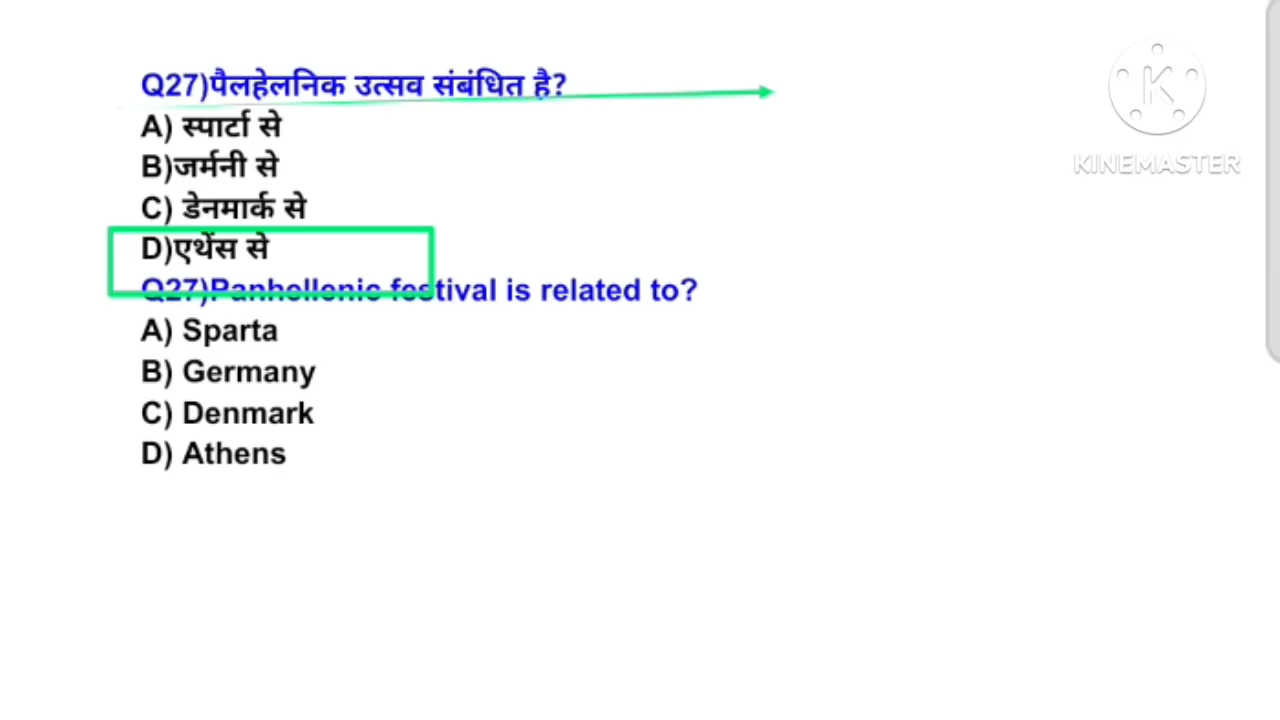 Q27)पैलहेलनिक उत्सव संबंधित है?
A) स्पार्टा से
B)जर्मनी से
C) डेनमार्क से
D)एथेंस से
Q27)Panhellenic festival is related to?
A) Sparta
B) Germany
C) Denmark
D) Athens
K
KINEMASTER